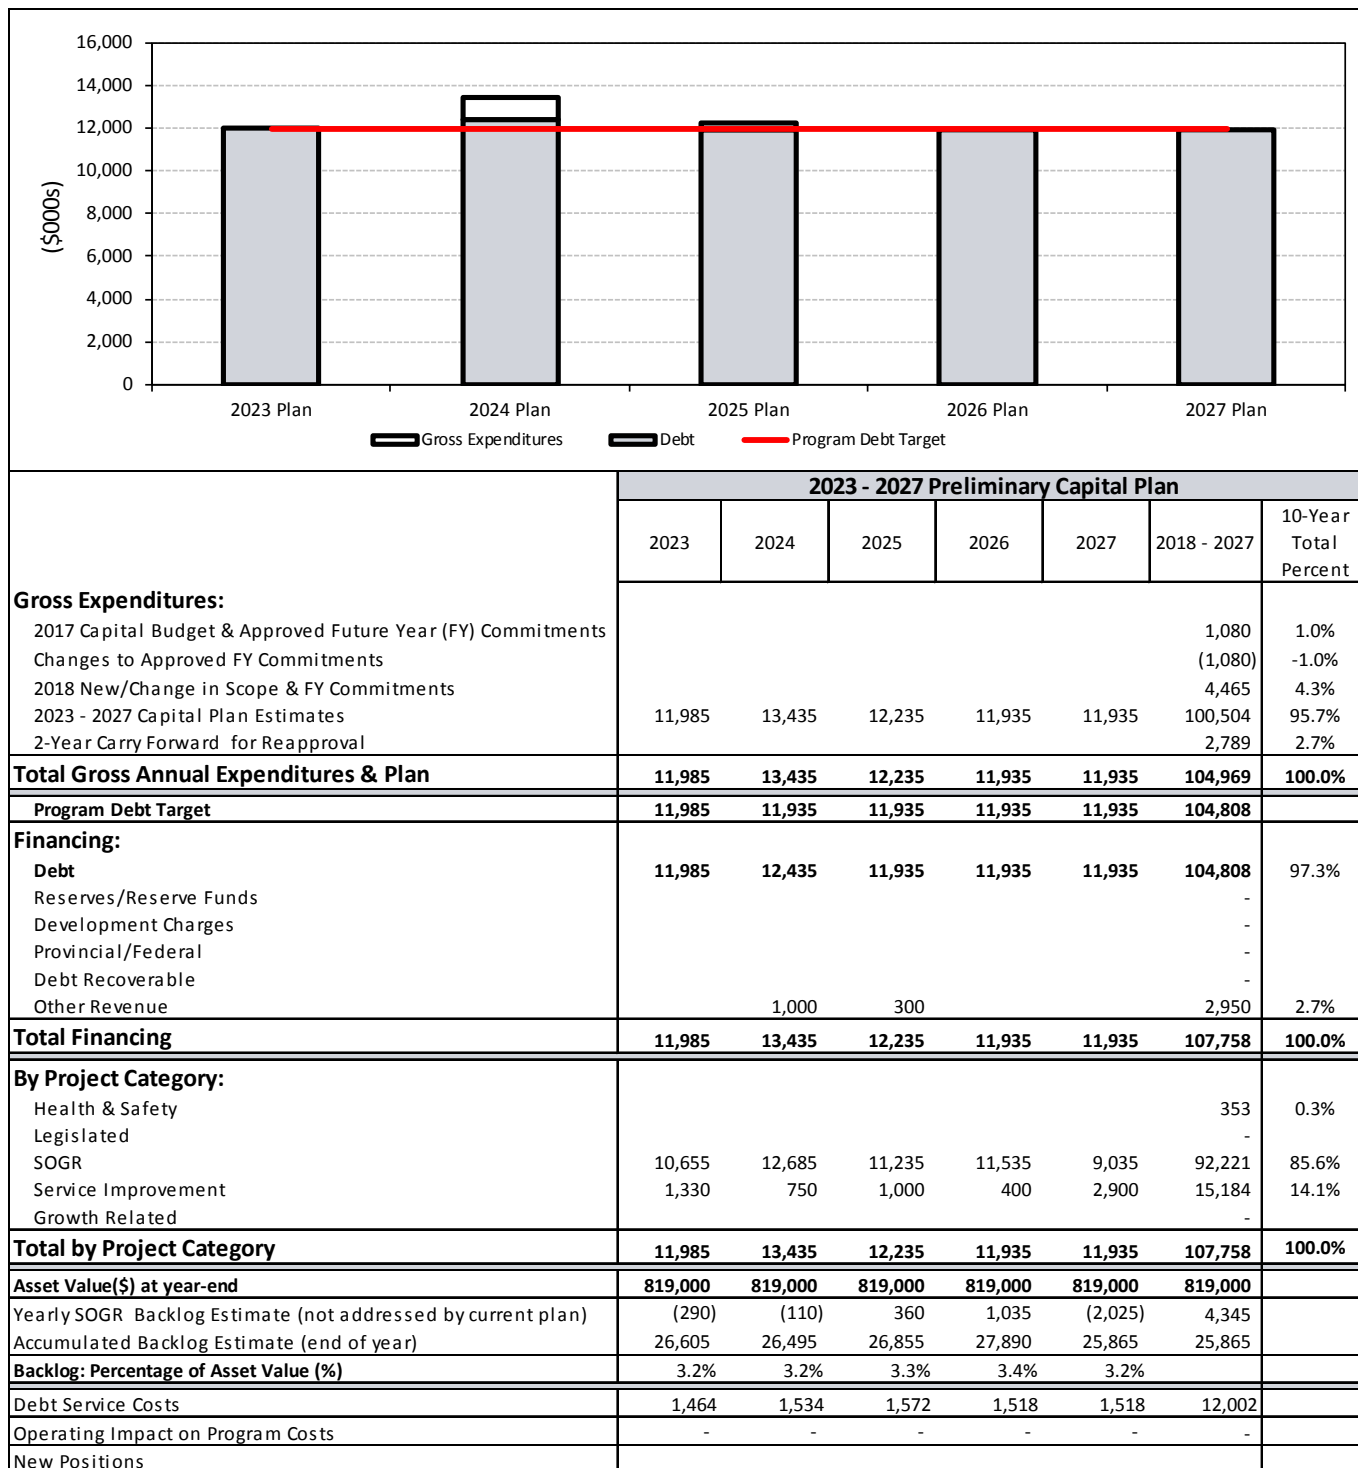 16,000
14,000
12,000
10,000
8,000
6,000
4,000
2,000
0
($000s)
2023 Plan 2024 Plan 2025 Plan 2026 Plan 2027 Plan
Gross Expenditures Debt Program Debt Target
2023 - 2027 Preliminary Capital Plan
2023 2024 2025 2026 2027 2018 - 2027 10-Year Total Percent
Gross Expenditures:
2017 Capital Budget & Approved Future Year (FY) Commitments 1,080 1.0%
Changes to Approved FY Commitments (1,080) -1.0%
2018 New/Change in Scope & FY Commitments 4,465 4.3%
2023 - 2027 Capital Plan Estimates 11,985 13,435 12,235 11,935 11,935 100,504 95.7%
2-Year Carry Forward for Reapproval 2,789 2.7%
Total Gross Annual Expenditures & Plan 11,985 13,435 12,235 11,935 11,935 104,969 100.0%
Program Debt Target 11,985 11,935 11,935 11,935 11,935 104,808
Financing:
Debt 11,985 12,435 11,935 11,935 11,935 104,808 97.3%
Reserves/Reserve Funds -
Development Charges -
Provincial/Federal -
Debt Recoverable -
Other Revenue 1,000 300 2,950 2.7%
Total Financing 11,985 13,435 12,235 11,935 11,935 107,758 100.0%
By Project Category:
Health & Safety 353 0.3%
Legislated -
SOGR 10,655 12,685 11,235 11,535 9,035 92,221 85.6%
Service Improvement 1,330 750 1,000 400 2,900 15,184 14.1%
Growth Related -
Total by Project Category 11,985 13,435 12,235 11,935 11,935 107,758 100.0%
Asset Value($) at year-end 819,000 819,000 819,000 819,000 819,000 819,000
Yearly SOGR Backlog Estimate (not addressed by current plan) (290) (110) 360 1,035 (2,025) 4,345
Accumulated Backlog Estimate (end of year) 26,605 26,495 26,855 27,890 25,865 25,865
Backlog: Percentage of Asset Value (%) 3.2% 3.2% 3.3% 3.4% 3.2%
Debt Service Costs 1,464 1,534 1,572 1,518 1,518 12,002
Operating Impact on Program Costs - - - - - -
New Positions